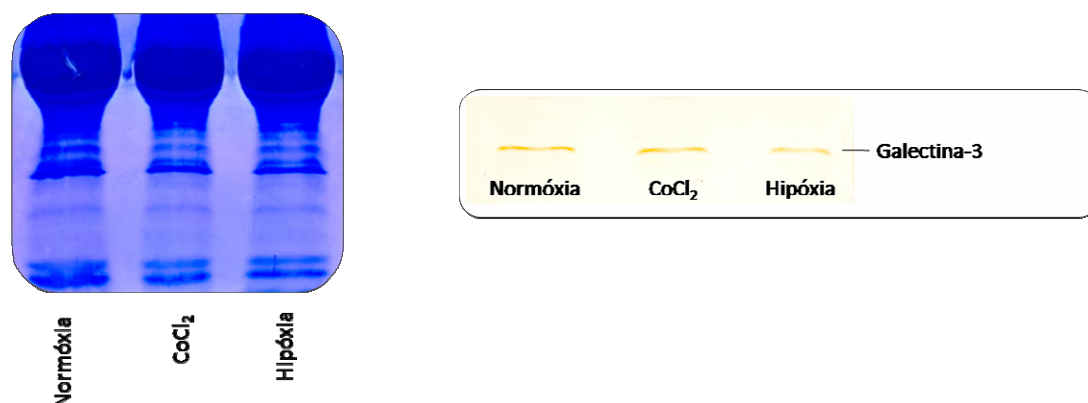 Normóxia
CoCl₂
Hipóxia
Normóxia CoCl₂ Hipóxia
Galectina-3